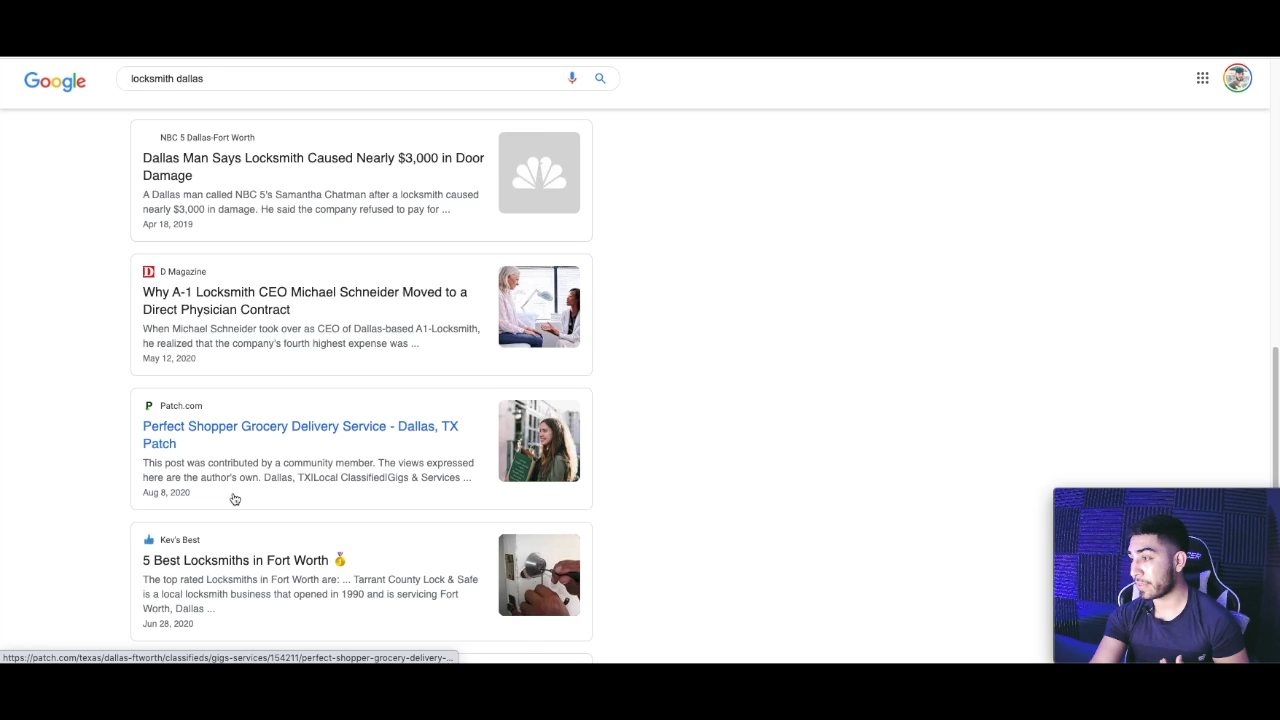 Google
locksmith dallas
NBC 5 Dallas-Fort Worth
Dallas Man Says Locksmith Caused Nearly $3,000 in Door
Damage
A Dallas man called NBC 5's Samantha Chatman after a locksmith caused
nearly $3,000 in damage. He said the company refused to pay for ...
Apr 18, 2019
D Magazine
Why A-1 Locksmith CEO Michael Schneider Moved to a
Direct Physician Contract
When Michael Schneider took over as CEO of Dallas-based A1-Locksmith,
he realized that the company's fourth highest expense was ...
May 12, 2020
P Patch.com
Perfect Shopper Grocery Delivery Service - Dallas, TX
Patch
This post was contributed by a community member. The views expressed
here are the author's own. Dallas, TX|Local Classified|Gigs & Services ...
Aug 8, 2020
Kev's Best
5 Best Locksmiths in Fort Worth 🥇
The top rated Locksmiths in Fort Worth are: ... Tarrant County Lock & Safe
is a local locksmith business that opened in 1990 and is servicing Fort
Worth, Dallas ...
Jun 28, 2020
https://patch.com/texas/dallas-ftworth/classifieds/gigs-services/154211/perfect-shopper-grocery-delivery-...